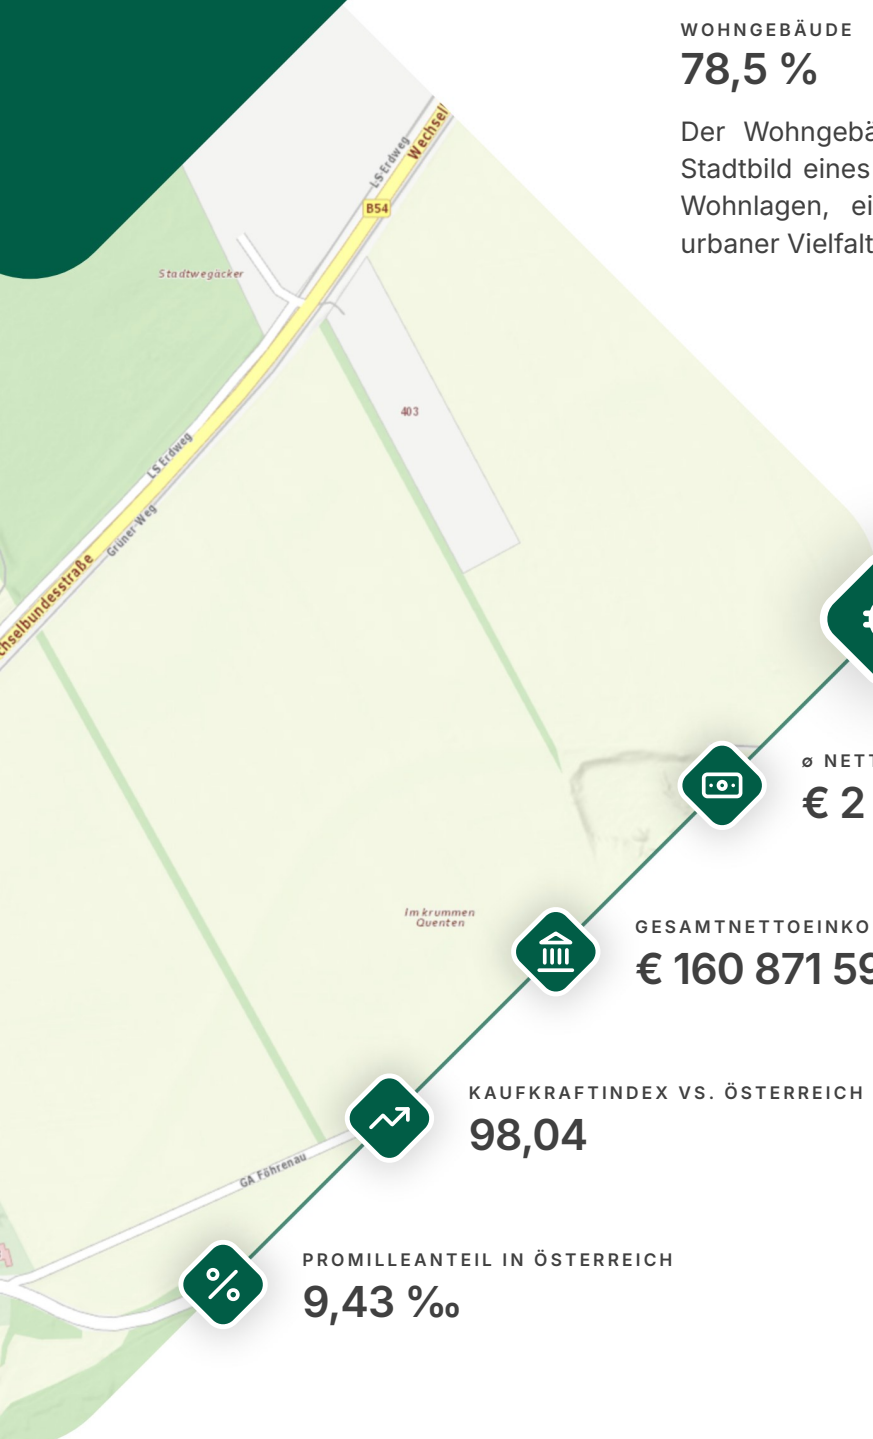 WOHNGEBÄUDE
78,5 %
Der Wohngebä
Stadtbild eines
Wohnlagen, ei
urbaner Vielfalt
Wechsel
LS Erdweg
B54
Stadtwegäcker
403
LS Erdweg
Grüner-Weg
chselbundesstraße
ø NETT
€ 2
Im krummen
Quenten
GESAMTNETTOEINKO
€ 160 871 59
KAUFKRAFTINDEX VS. ÖSTERREICH
98,04
GA Föhrenau
PROMILLEANTEIL IN ÖSTERREICH
9,43 ‰